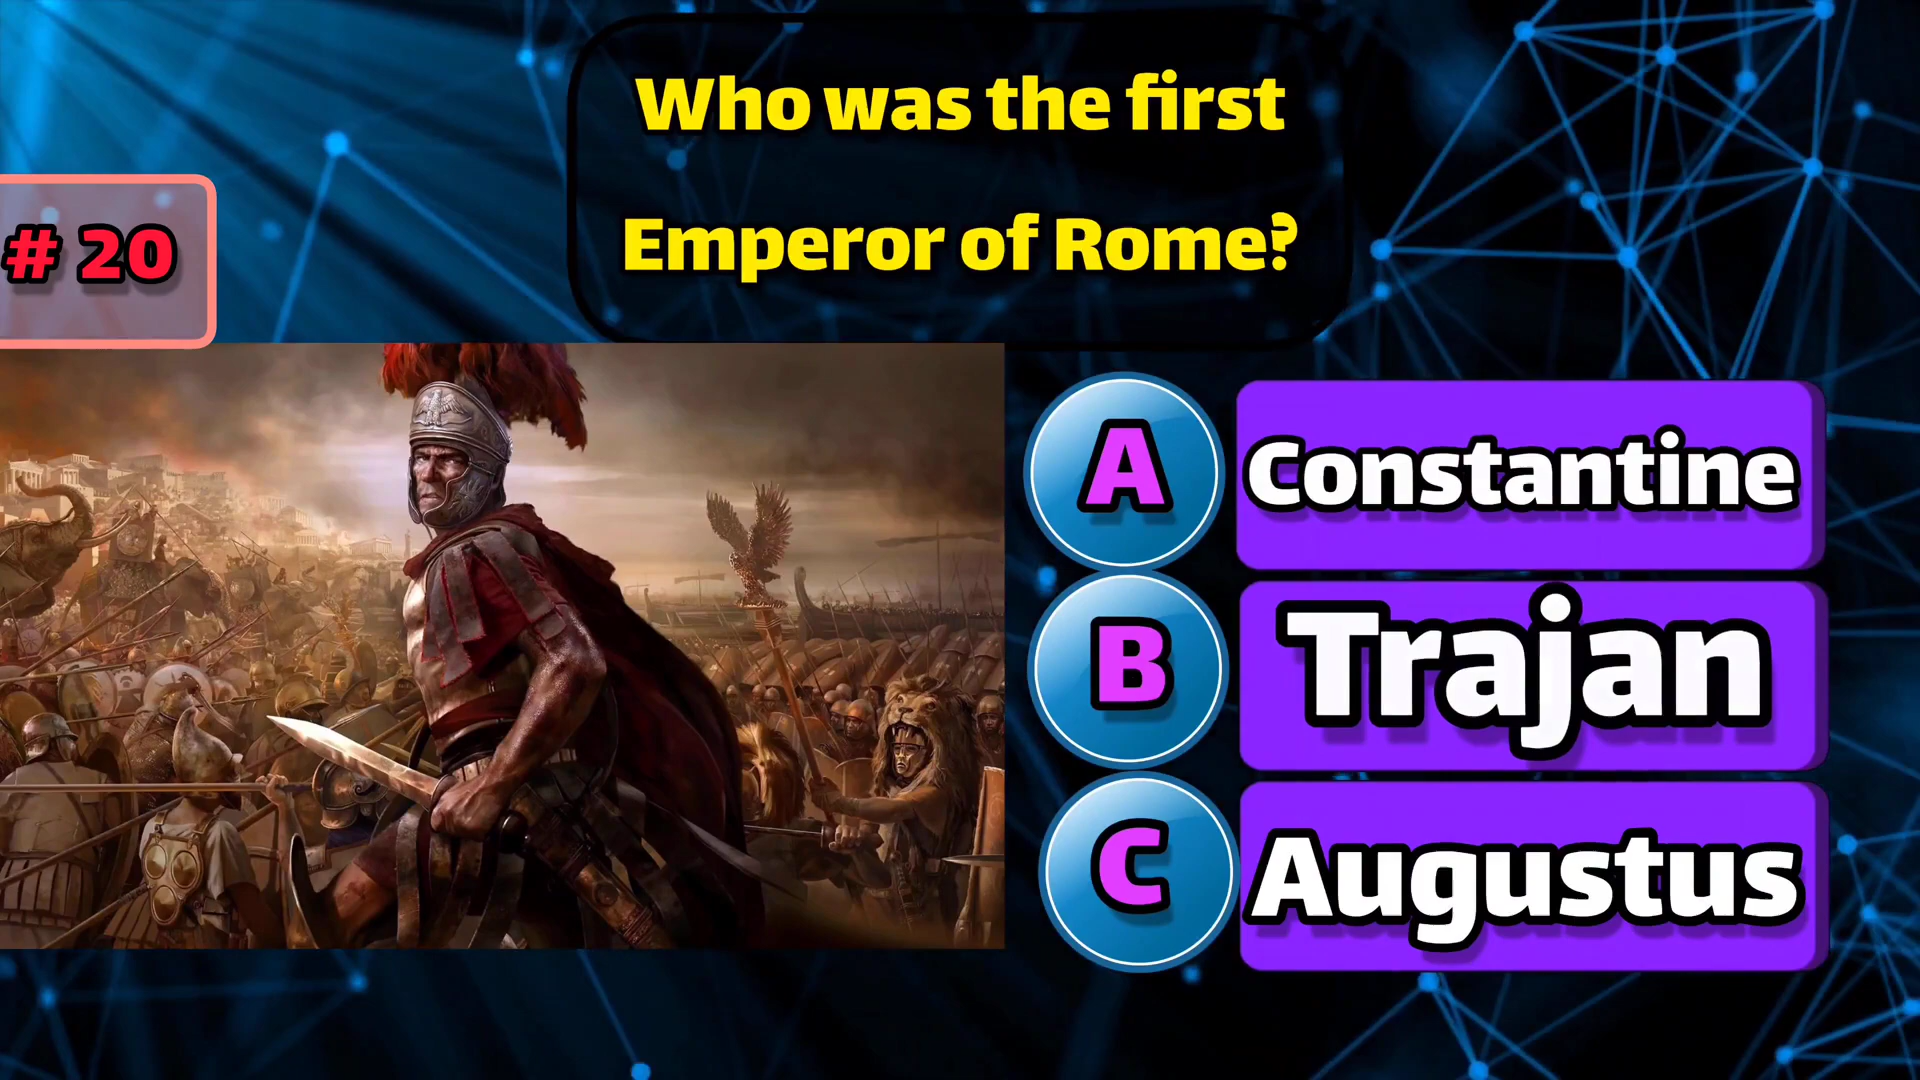 Who was the first
Emperor of Rome?
# 20
A Constantine
B Trajan
C Augustus